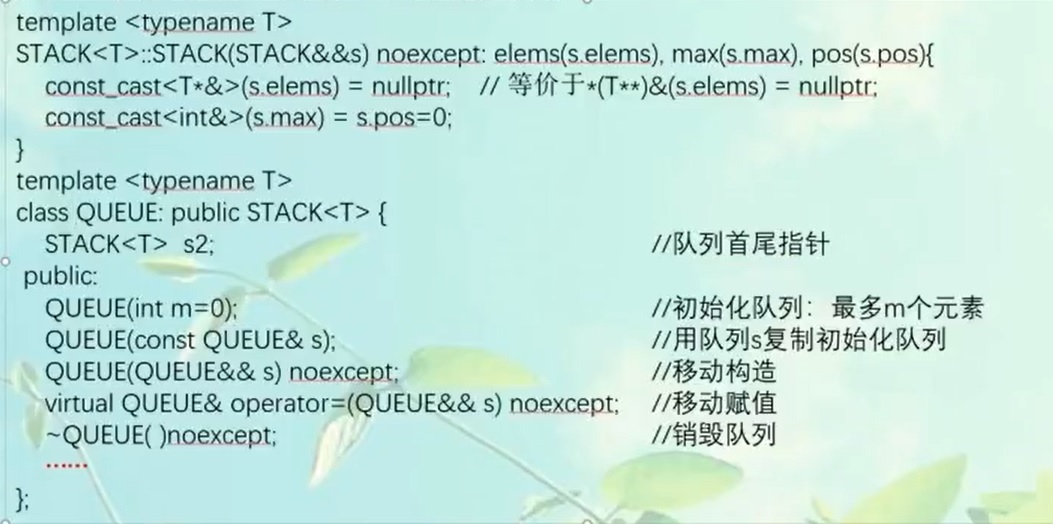 template <typename T>
STACK<T>::STACK(STACK&&s) noexcept: elems(s.elems), max(s.max), pos(s.pos){
const_cast<T*&>(s.elems) = nullptr; // 等价于*(T**)&(s.elems) = nullptr;
const_cast<int&>(s.max) = s.pos=0;
}
template <typename T>
class QUEUE: public STACK<T> {
STACK<T> s2; //队列首尾指针
public:
QUEUE(int m=0); //初始化队列：最多m个元素
QUEUE(const QUEUE& s); //用队列s复制初始化队列
QUEUE(QUEUE&& s) noexcept; //移动构造
virtual QUEUE& operator=(QUEUE&& s) noexcept; //移动赋值
~QUEUE( )noexcept; //销毁队列
......
};